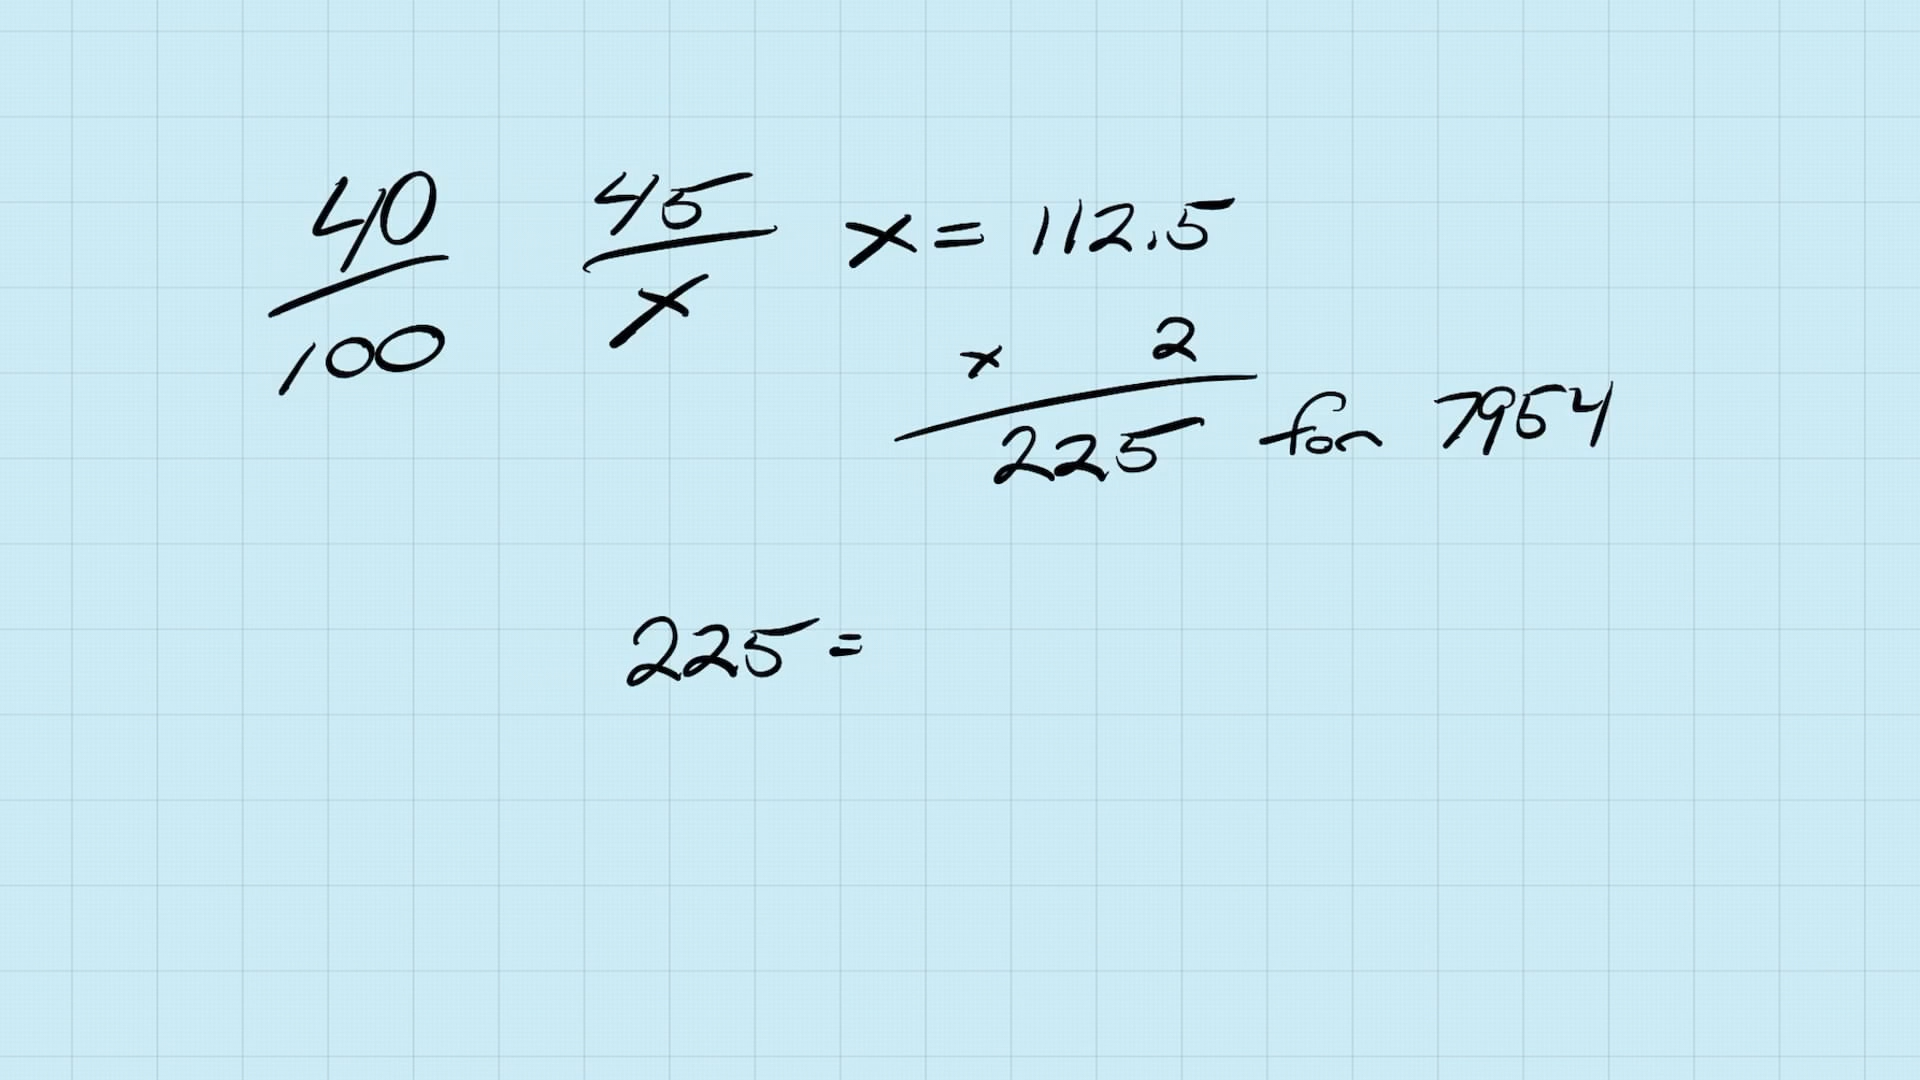 40/100 45/x x = 112.5
x 2
225 for 7954
225 =